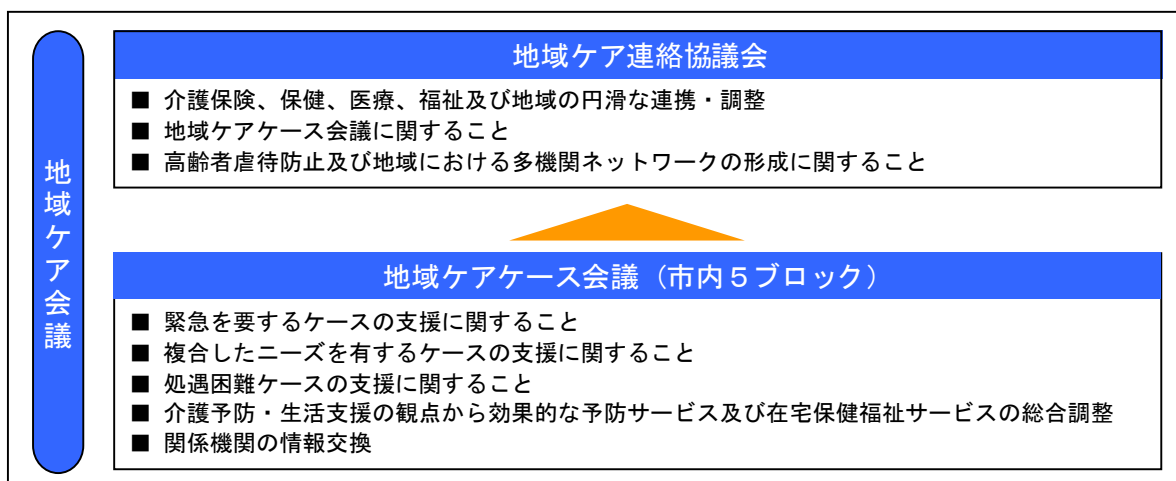 地域ケア会議
地域ケア連絡協議会
■ 介護保険、保健、医療、福祉及び地域の円滑な連携・調整
■ 地域ケアケース会議に関すること
■ 高齢者虐待防止及び地域における多機関ネットワークの形成に関すること
地域ケアケース会議（市内５ブロック）
■ 緊急を要するケースの支援に関すること
■ 複合したニーズを有するケースの支援に関すること
■ 処遇困難ケースの支援に関すること
■ 介護予防・生活支援の観点から効果的な予防サービス及び在宅保健福祉サービスの総合調整
■ 関係機関の情報交換